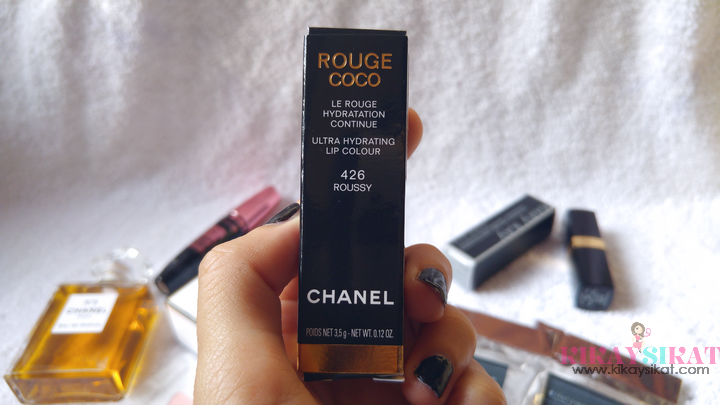 ROUGE
COCO
LE ROUGE
HYDRATATION
CONTINUE
ULTRA HYDRATING
LIP COLOUR
426
ROUSSY
CHANEL
POIDS NET 3,5 g - NET WT. 0.12 OZ.
CHANEL
KIKAYSIKAT
www.kikaysikat.com